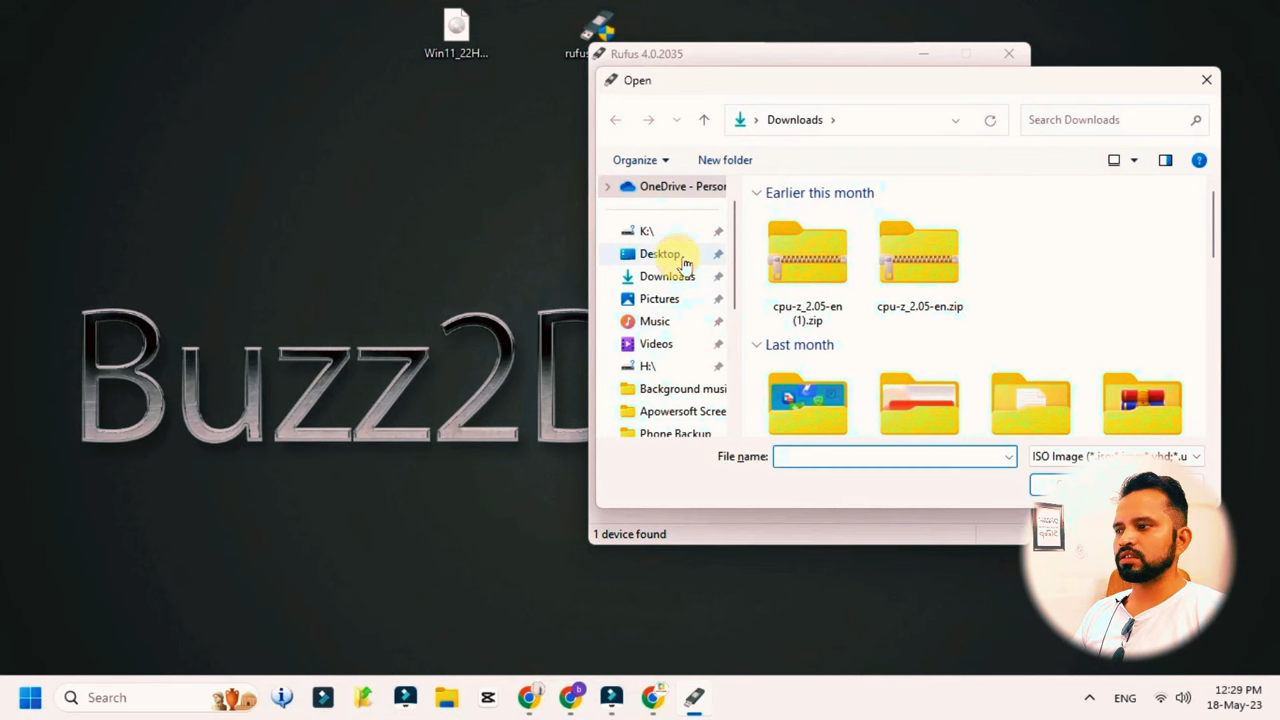 Win11_22H...
rufus
Rufus 4.0.2035
Open
Downloads
Search Downloads
Organize
New folder
OneDrive - Person
Earlier this month
K:\
Desktop
Downloads
Pictures
Music
Videos
H:\
Background musi
Apowersoft Scree
Phone Backup
cpu-z_2.05-en
(1).zip
cpu-z_2.05-en.zip
Last month
Buzz2D
File name:
ISO Image (*.iso;*.img;*.vhd;*.u
1 device found
Search
ENG
12:29 PM
18-May-23